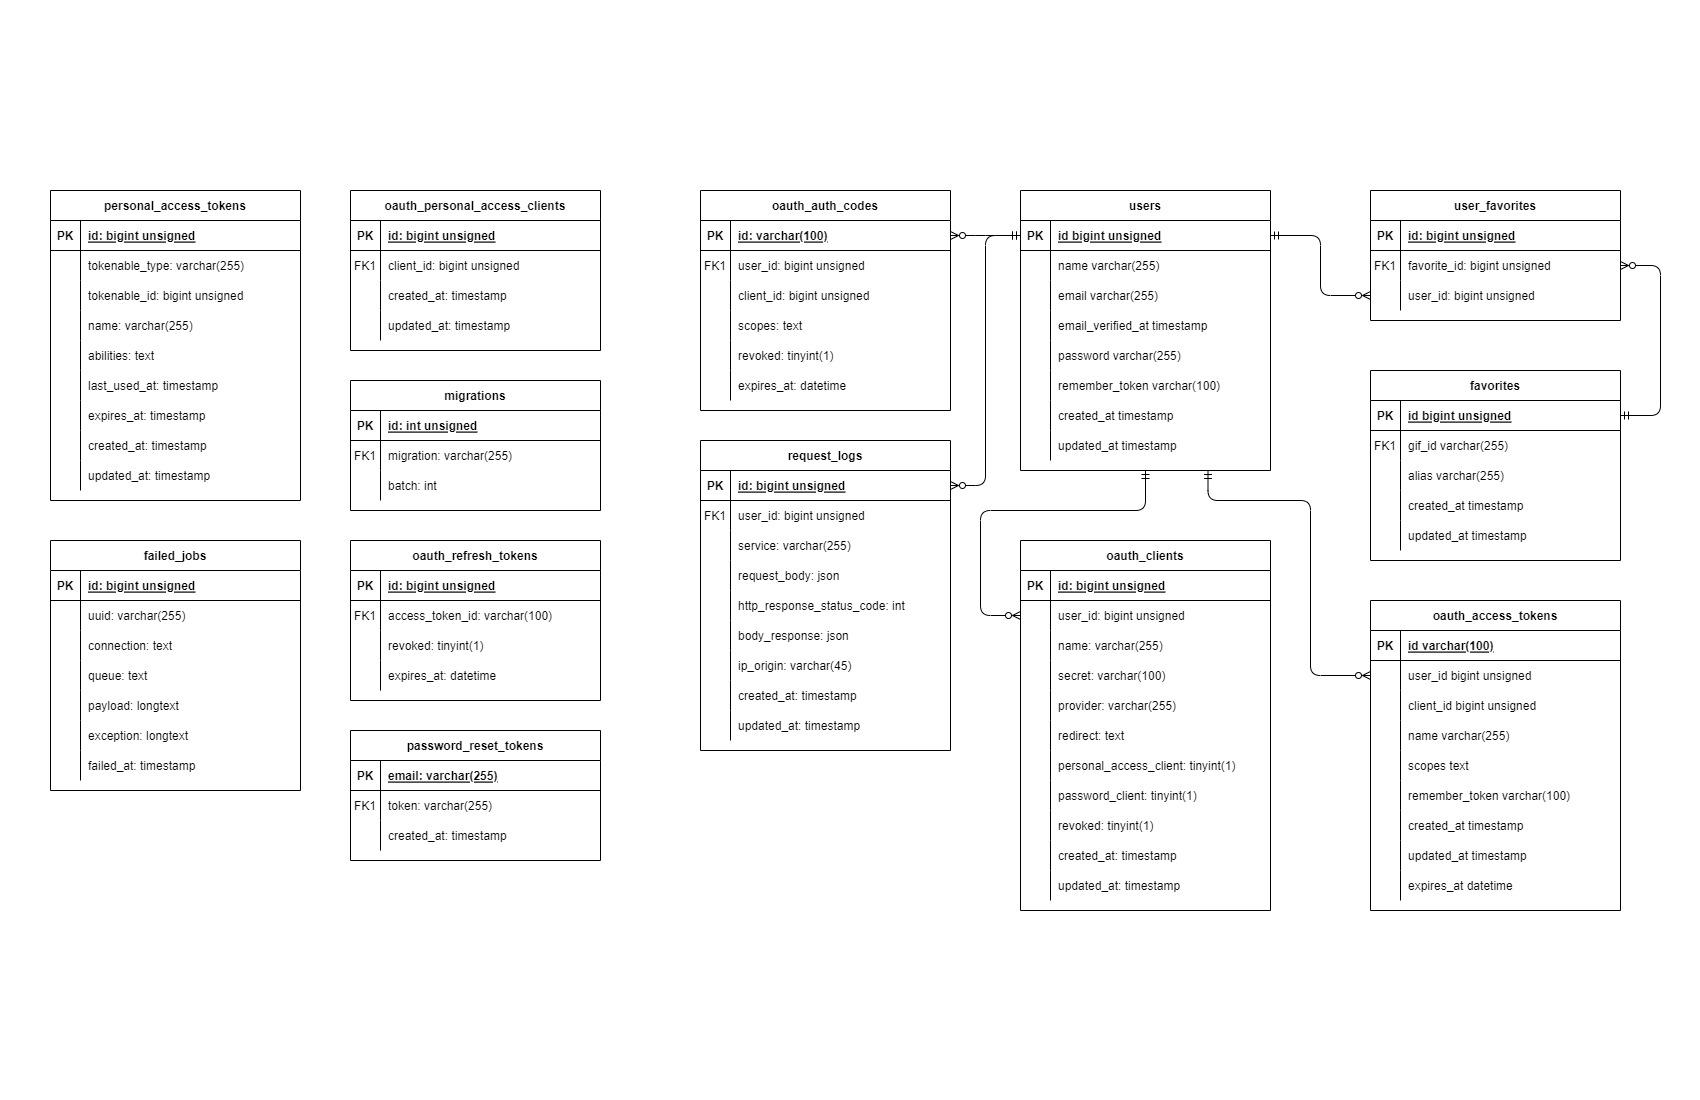 personal_access_tokens
PK id: bigint unsigned
tokenable_type: varchar(255)
tokenable_id: bigint unsigned
name: varchar(255)
abilities: text
last_used_at: timestamp
expires_at: timestamp
created_at: timestamp
updated_at: timestamp
failed_jobs
PK id: bigint unsigned
uuid: varchar(255)
connection: text
queue: text
payload: longtext
exception: longtext
failed_at: timestamp
oauth_personal_access_clients
PK id: bigint unsigned
FK1 client_id: bigint unsigned
created_at: timestamp
updated_at: timestamp
migrations
PK id: int unsigned
FK1 migration: varchar(255)
batch: int
oauth_refresh_tokens
PK id: bigint unsigned
FK1 access_token_id: varchar(100)
revoked: tinyint(1)
expires_at: datetime
password_reset_tokens
PK email: varchar(255)
FK1 token: varchar(255)
created_at: timestamp
oauth_auth_codes
PK id: varchar(100)
FK1 user_id: bigint unsigned
client_id: bigint unsigned
scopes: text
revoked: tinyint(1)
expires_at: datetime
request_logs
PK id: bigint unsigned
FK1 user_id: bigint unsigned
service: varchar(255)
request_body: json
http_response_status_code: int
body_response: json
ip_origin: varchar(45)
created_at: timestamp
updated_at: timestamp
users
PK id bigint unsigned
name varchar(255)
email varchar(255)
email_verified_at timestamp
password varchar(255)
remember_token varchar(100)
created_at timestamp
updated_at timestamp
oauth_clients
PK id: bigint unsigned
user_id: bigint unsigned
name: varchar(255)
secret: varchar(100)
provider: varchar(255)
redirect: text
personal_access_client: tinyint(1)
password_client: tinyint(1)
revoked: tinyint(1)
created_at: timestamp
updated_at: timestamp
user_favorites
PK id: bigint unsigned
FK1 favorite_id: bigint unsigned
user_id: bigint unsigned
favorites
PK id bigint unsigned
FK1 gif_id varchar(255)
alias varchar(255)
created_at timestamp
updated_at timestamp
oauth_access_tokens
PK id varchar(100)
user_id bigint unsigned
client_id bigint unsigned
name varchar(255)
scopes text
remember_token varchar(100)
created_at timestamp
updated_at timestamp
expires_at datetime